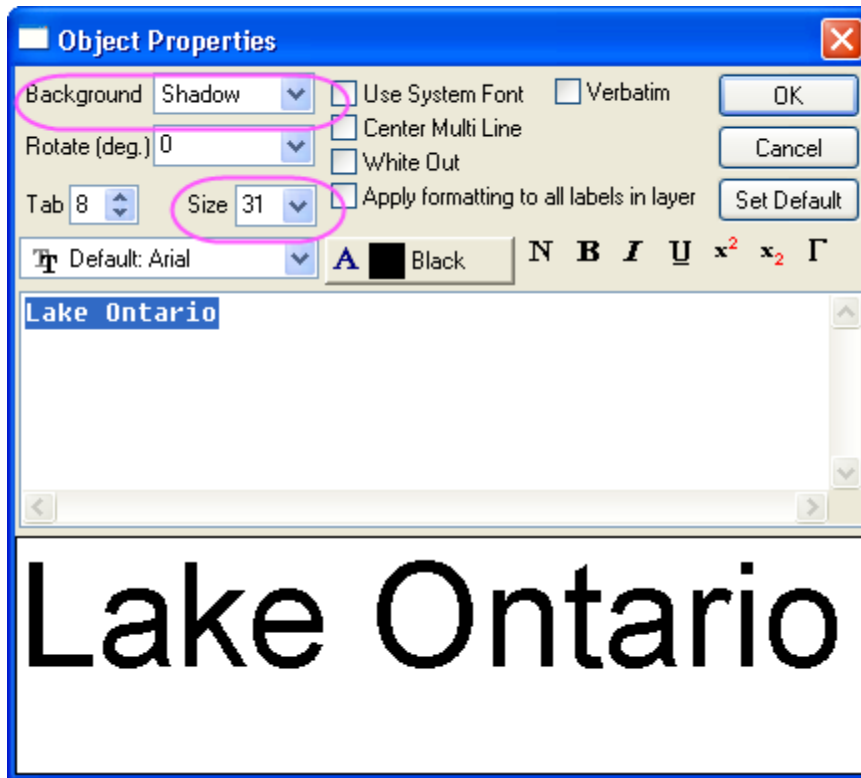 Object Properties
Background Shadow
Use System Font
Verbatim
OK
Center Multi Line
Rotate (deg.) 0
White Out
Cancel
Tab 8 Size 31
Apply formatting to all labels in layer
Set Default
Default: Arial
A Black
N B I U x² x₂ Γ
Lake Ontario
Lake Ontario